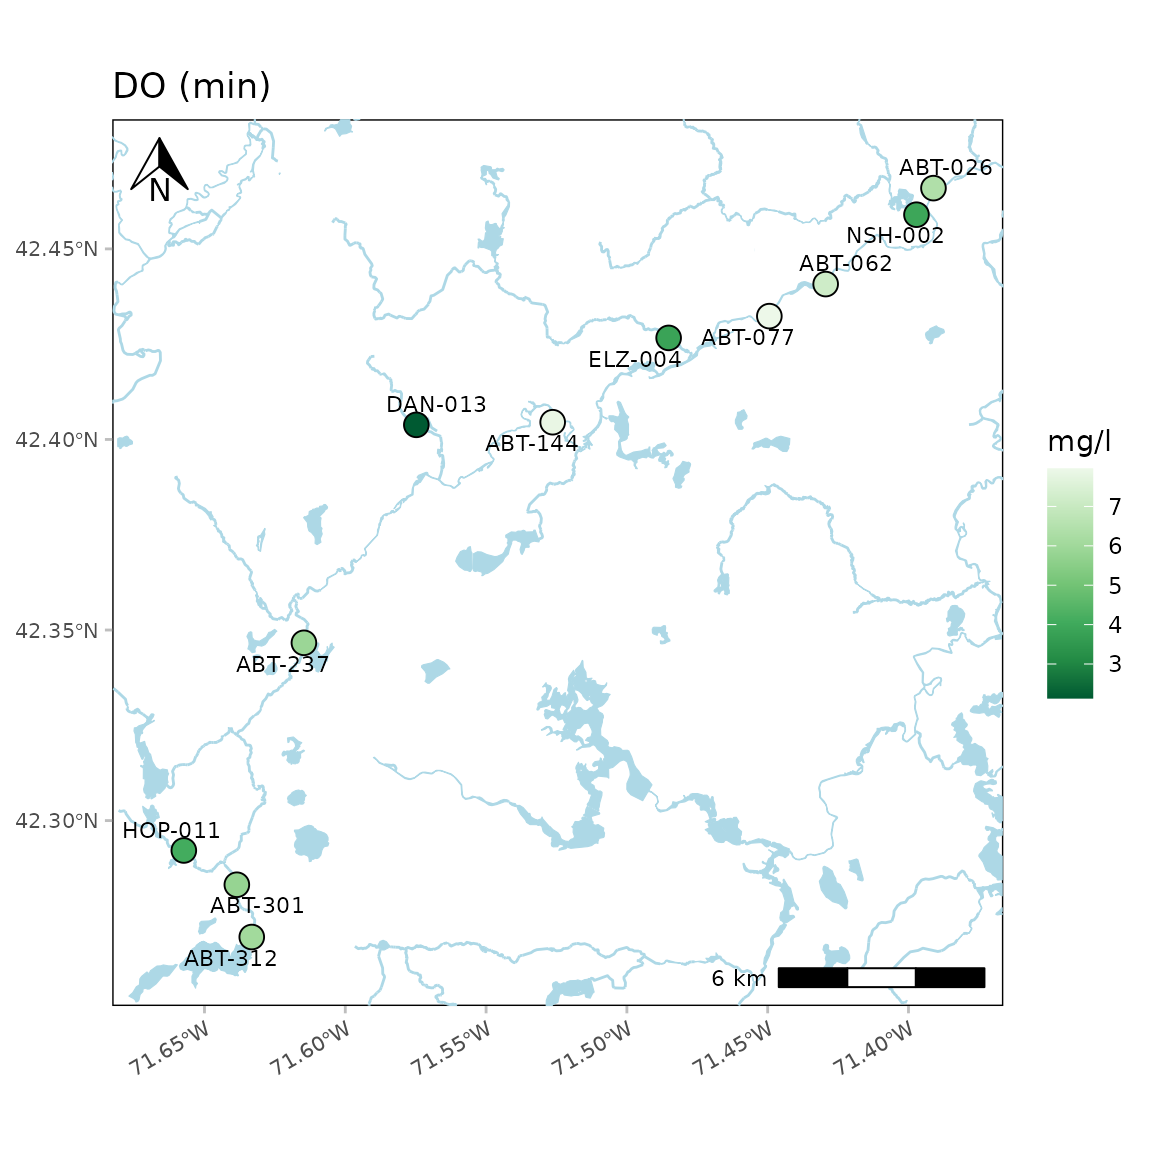 DO (min)
N
ABT-026
NSH-002
42.45°N
ABT-062
ABT-077
ELZ-004
DAN-013
42.40°N
ABT-144
mg/l
7
6
5
4
3
42.35°N
ABT-237
42.30°N
HOP-011
ABT-301
ABT-312
6 km
71.65°W
71.60°W
71.55°W
71.50°W
71.45°W
71.40°W